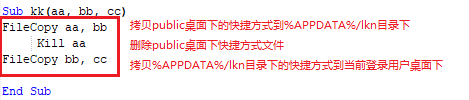 Sub kk(aa, bb, cc)
FileCopy aa, bb 拷贝public桌面下的快捷方式到%APPDATA%/lkn目录下
Kill aa 删除public桌面下快捷方式文件
FileCopy bb, cc 拷贝%APPDATA%/lkn目录下的快捷方式到当前登录用户桌面下
End Sub